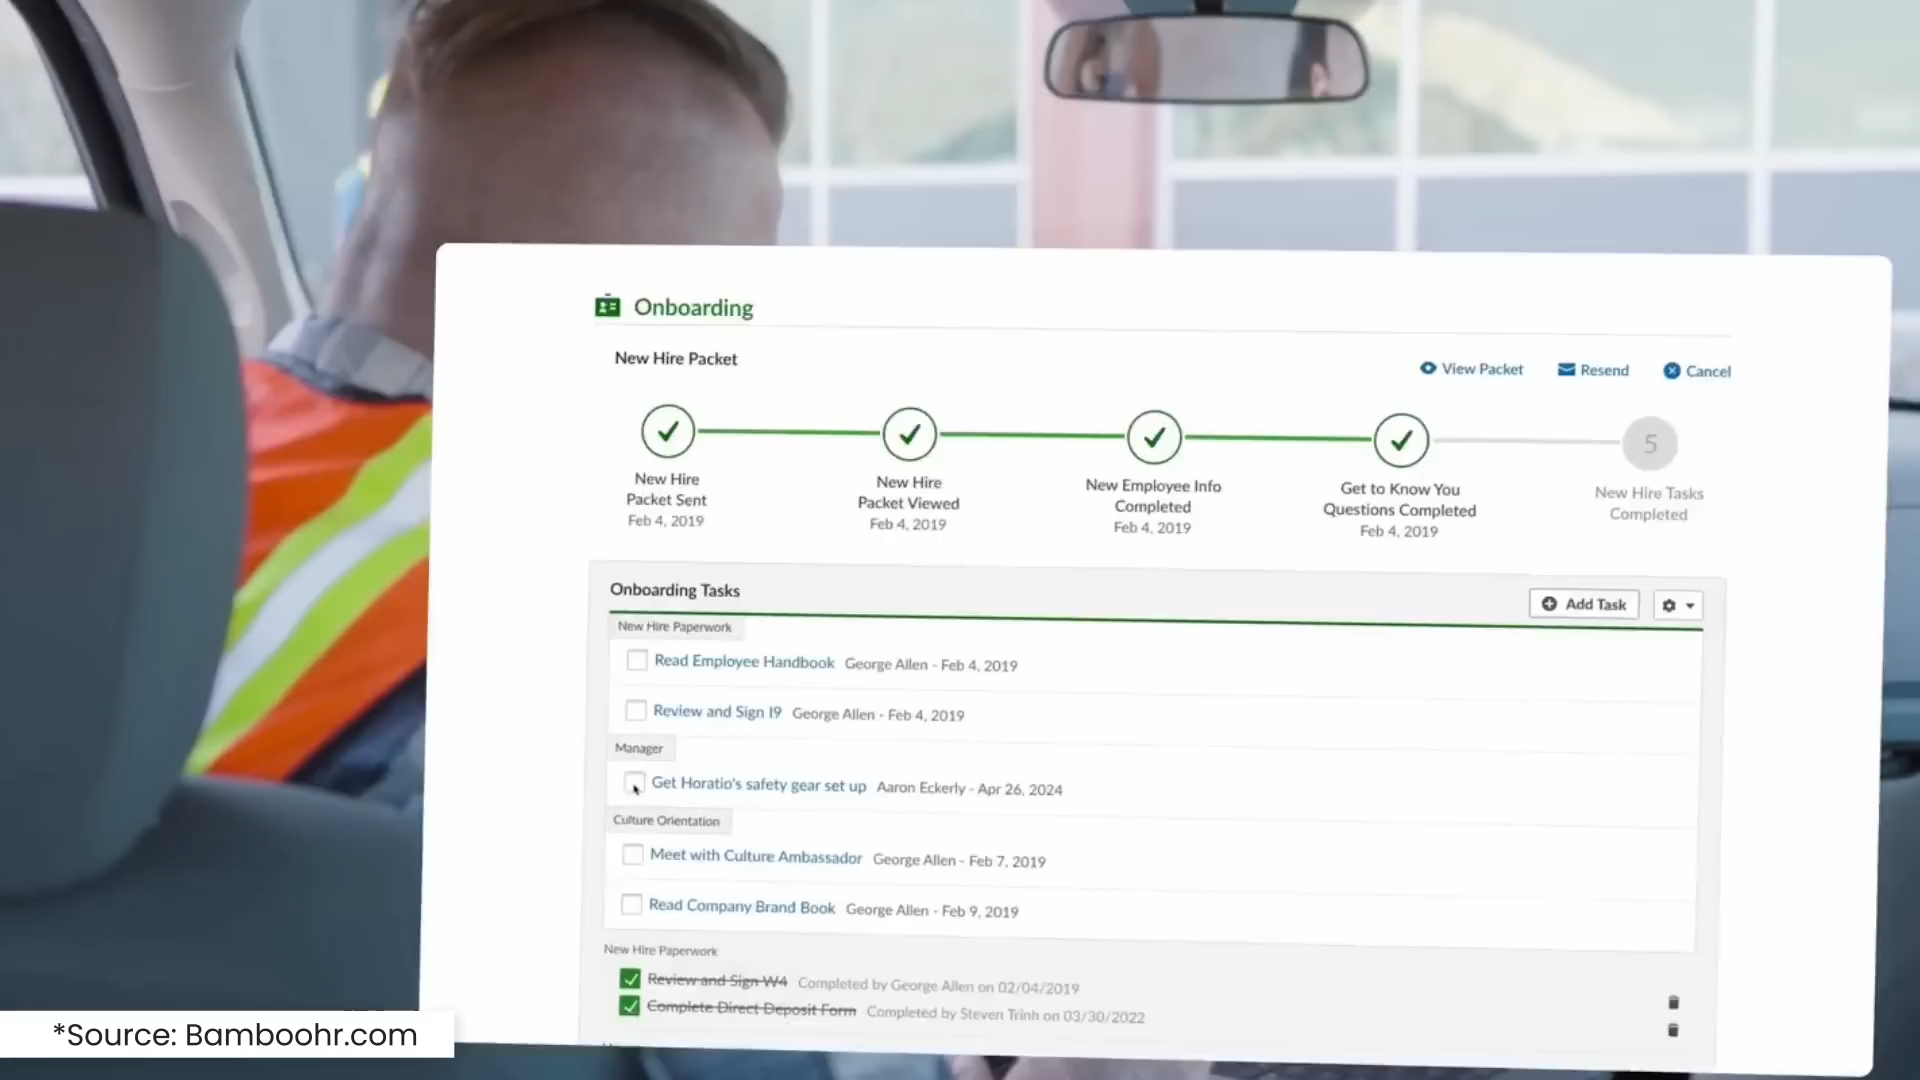 Onboarding
New Hire Packet
View Packet
Resend
Cancel
New Hire
Packet Sent
Feb 4, 2019
New Hire
Packet Viewed
Feb 4, 2019
New Employee Info
Completed
Feb 4, 2019
Get to Know You
Questions Completed
Feb 4, 2019
5
New Hire Tasks
Completed
Onboarding Tasks
Add Task
New Hire Paperwork
Read Employee Handbook George Allen - Feb 4, 2019
Review and Sign I9 George Allen - Feb 4, 2019
Manager
Get Horatio's safety gear set up Aaron Eckerly - Apr 26, 2024
Culture Orientation
Meet with Culture Ambassador George Allen - Feb 7, 2019
Read Company Brand Book George Allen - Feb 9, 2019
New Hire Paperwork
Review and Sign W4 Completed by George Allen on 02/04/2019
Complete Direct Deposit Form Completed by Steven Trinh on 03/30/2022
*Source: Bamboohr.com